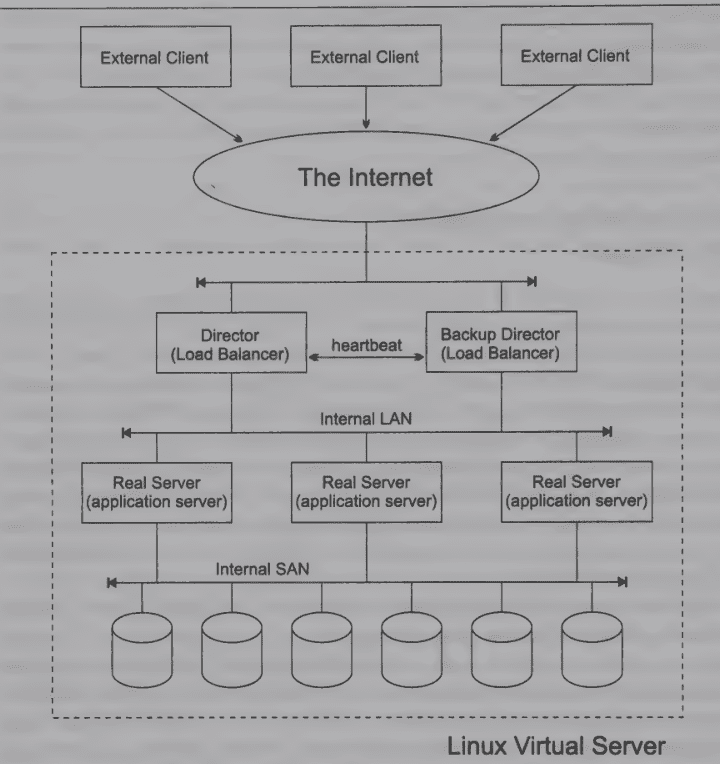 External Client
External Client
External Client
The Internet
Director
(Load Balancer)
heartbeat
Backup Director
(Load Balancer)
Internal LAN
Real Server
(application server)
Real Server
(application server)
Real Server
(application server)
Internal SAN
Linux Virtual Server